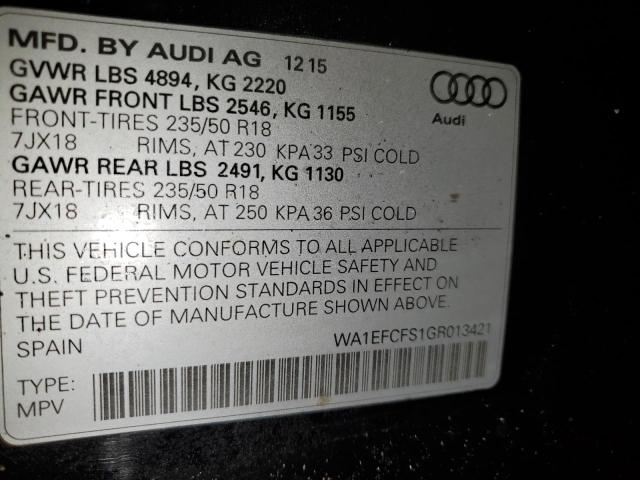 MFD. BY AUDI AG 12 15
GVWR LBS 4894, KG 2220
GAWR FRONT LBS 2546, KG 1155
FRONT-TIRES 235/50 R18
7JX18 RIMS, AT 230 KPA 33 PSI COLD
GAWR REAR LBS 2491, KG 1130
REAR-TIRES 235/50 R18
7JX18 RIMS, AT 250 KPA 36 PSI COLD
Audi
THIS VEHICLE CONFORMS TO ALL APPLICABLE
U.S. FEDERAL MOTOR VEHICLE SAFETY AND
THEFT PREVENTION STANDARDS IN EFFECT ON
THE DATE OF MANUFACTURE SHOWN ABOVE.
SPAIN WA1EFCFS1GR013421
TYPE:
MPV